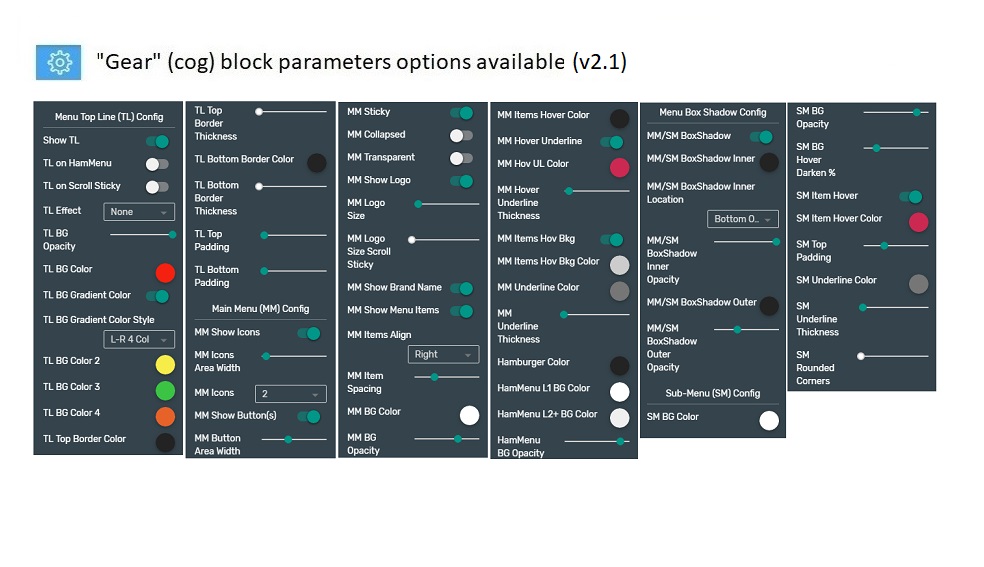 "Gear" (cog) block parameters options available (v2.1)
Menu Top Line (TL) Config
Show TL
TL on HamMenu
TL on Scroll Sticky
TL Effect
None
TL BG
Opacity
TL BG Color
TL BG Gradient Color
TL BG Gradient Color Style
L-R 4 Col
TL BG Color 2
TL BG Color 3
TL BG Color 4
TL Top Border Color
TL Top
Border
Thickness
TL Bottom Border Color
TL Bottom
Border
Thickness
TL Top
Padding
TL Bottom
Padding
Main Menu (MM) Config
MM Show Icons
MM Icons
Area Width
MM Icons
2
MM Show Button(s)
MM Button
Area Width
MM Sticky
MM Collapsed
MM Transparent
MM Show Logo
MM Logo
Size
MM Logo
Size Scroll
Sticky
MM Show Brand Name
MM Show Menu Items
MM Items Align
Right
MM Item
Spacing
MM BG Color
MM BG
Opacity
MM Items Hover Color
MM Hover Underline
MM Hov UL Color
MM Hover
Underline
Thickness
MM Items Hov Bkg
MM Items Hov Bkg Color
MM Underline Color
MM
Underline
Thickness
Hamburger Color
HamMenu L1 BG Color
HamMenu L2+ BG Color
HamMenu
BG Opacity
Menu Box Shadow Config
MM/SM BoxShadow
MM/SM BoxShadow Inner
MM/SM BoxShadow Inner
Location
Bottom O...
MM/SM
BoxShadow
Inner
Opacity
MM/SM BoxShadow Outer
MM/SM
BoxShadow
Outer
Opacity
Sub-Menu (SM) Config
SM BG Color
SM BG
Opacity
SM BG
Hover
Darken %
SM Item Hover
SM Item Hover Color
SM Top
Padding
SM Underline Color
SM
Underline
Thickness
SM
Rounded
Corners